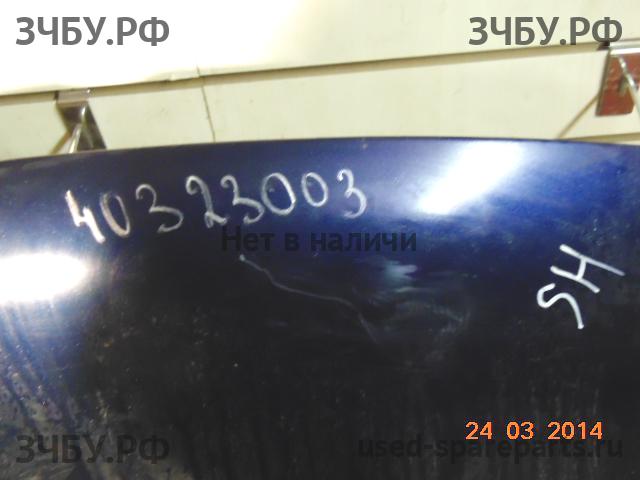 ЗЧБУ.РФ ЗЧБУ.РФ
40323003
Нет в наличи
SH
24 03 2014
ЗЧБУ.РФ used-spareparts.ru